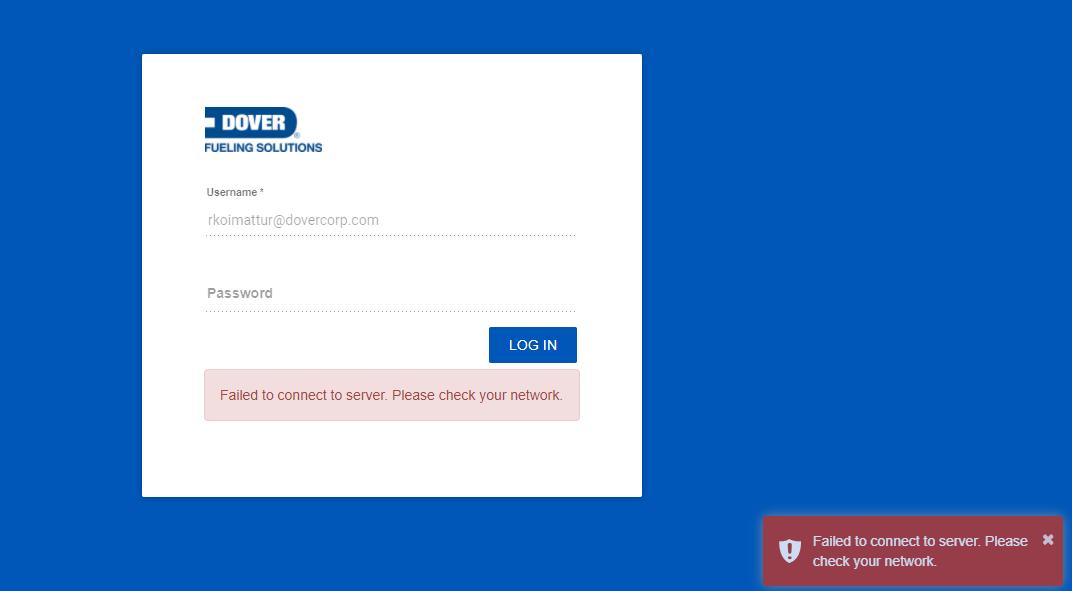 DOVER
®
FUELING SOLUTIONS
Username *
rkoimattur@dovercorp.com
Password
LOG IN
Failed to connect to server. Please check your network.
Failed to connect to server. Please
check your network.